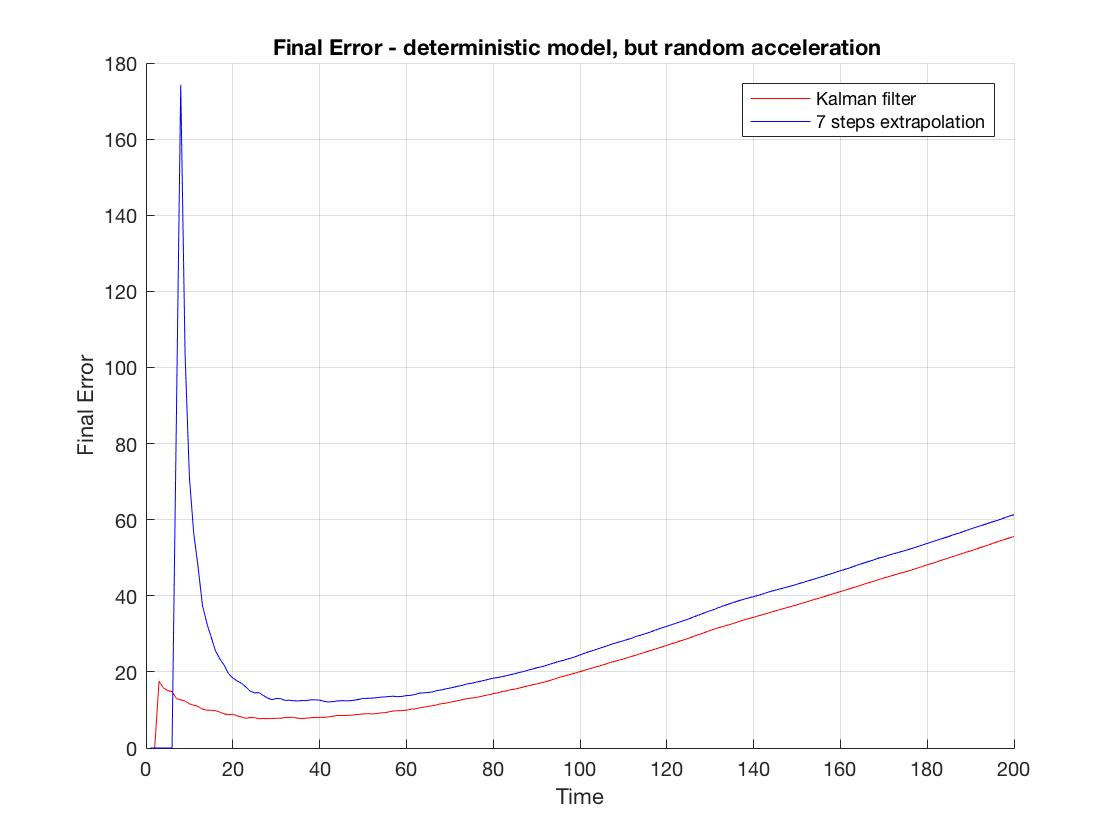 Final Error - deterministic model, but random acceleration
Kalman filter
7 steps extrapolation
180
160
140
120
100
80
60
40
20
0
Final Error
0 20 40 60 80 100 120 140 160 180 200
Time